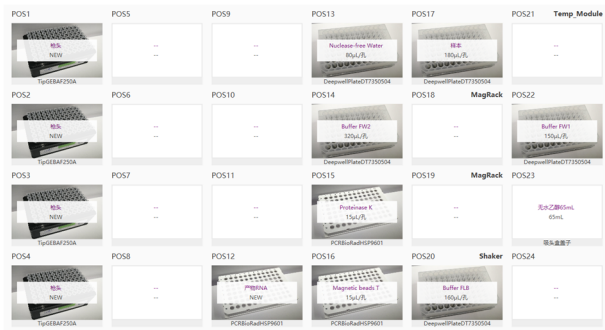 POS1 POS5 POS9 POS13 POS17 POS21 Temp_Module
枪头 -- -- Nuclease-free Water 样本 --
NEW -- -- 80μL/孔 180μL/孔 --
TipGEBAF250A DeepwellPlateDT7350504 DeepwellPlateDT7350504
POS2 POS6 POS10 POS14 POS18 MagRack POS22
枪头 -- -- Buffer FW2 -- Buffer FW1
NEW -- -- 320μL/孔 -- 150μL/孔
TipGEBAF250A DeepwellPlateDT7350504 DeepwellPlateDT7350504
POS3 POS7 POS11 POS15 POS19 MagRack POS23
枪头 -- -- Proteinase K -- 无水乙醇65mL
NEW -- -- 15μL/孔 -- 65mL
TipGEBAF250A PCRBioRadHSP9601 吸头盒盖子
POS4 POS8 POS12 POS16 POS20 Shaker POS24
枪头 -- 产物RNA Magnetic beads T Buffer FLB --
NEW -- NEW 15μL/孔 160μL/孔 --
TipGEBAF250A PCRBioRadHSP9601 PCRBioRadHSP9601 DeepwellPlateDT7350504